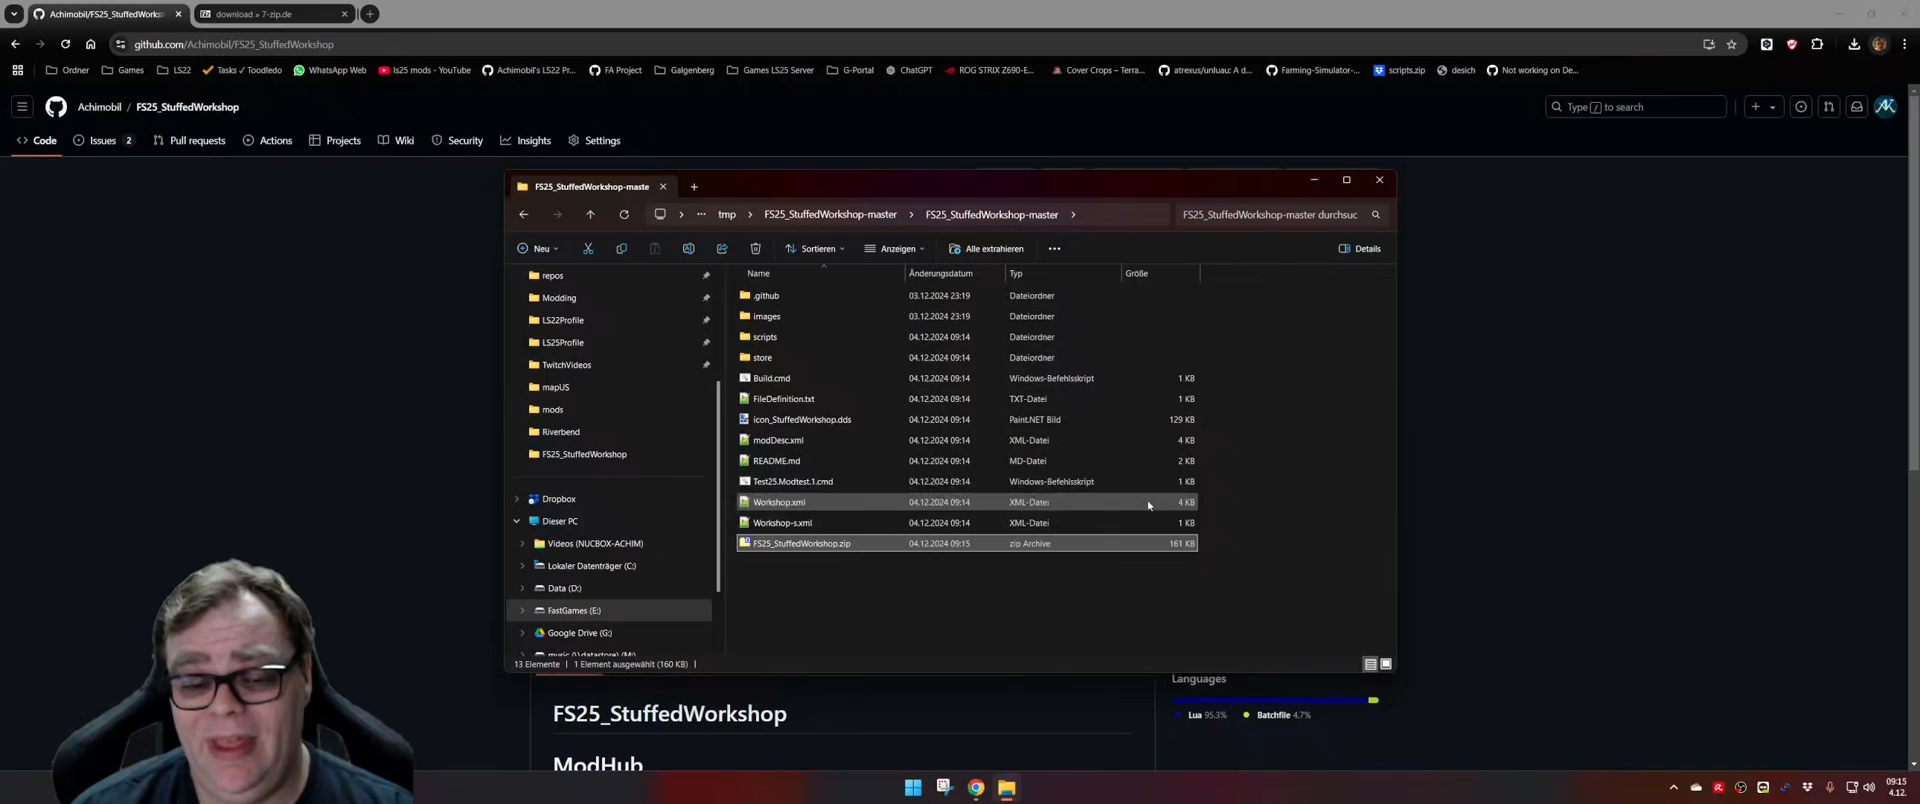 Achimobil/FS25_StuffedWorksh
download » 7-zip.de
github.com/Achimobil/FS25_StuffedWorkshop
Ordner
Games
LS22
Tasks ✓ Toodledo
WhatsApp Web
ls25 mods - YouTube
Achimobil's LS22 Pr...
FA Project
Galgenberg
Games LS25 Server
G-Portal
ChatGPT
ROG STRIX Z690-E...
Cover Crops – Terra...
atrexus/unluau: A d...
Farming-Simulator-...
scripts.zip
desich
Not working on De...
Achimobil / FS25_StuffedWorkshop
Type / to search
Code
Issues 2
Pull requests
Actions
Projects
Wiki
Security
Insights
Settings
FS25_StuffedWorkshop-maste
tmp
FS25_StuffedWorkshop-master
FS25_StuffedWorkshop-master
FS25_StuffedWorkshop-master durchsuc
Neu
Sortieren
Anzeigen
Alle extrahieren
Details
Name Änderungsdatum Typ Größe
repos
Modding
LS22Profile
LS25Profile
TwitchVideos
mapUS
mods
Riverbend
FS25_StuffedWorkshop
Dropbox
Dieser PC
Videos (NUCBOX-ACHIM)
Lokaler Datenträger (C:)
Data (D:)
FastGames (E:)
Google Drive (G:)
music (\\datastore) (M:)
.github 03.12.2024 23:19 Dateiordner
images 03.12.2024 23:19 Dateiordner
scripts 04.12.2024 09:14 Dateiordner
store 04.12.2024 09:14 Dateiordner
Build.cmd 04.12.2024 09:14 Windows-Befehlsskript 1 KB
FileDefinition.txt 04.12.2024 09:14 TXT-Datei 1 KB
icon_StuffedWorkshop.dds 04.12.2024 09:14 Paint.NET Bild 129 KB
modDesc.xml 04.12.2024 09:14 XML-Datei 4 KB
README.md 04.12.2024 09:14 MD-Datei 2 KB
Test25.Modtest.1.cmd 04.12.2024 09:14 Windows-Befehlsskript 1 KB
Workshop.xml 04.12.2024 09:14 XML-Datei 4 KB
Workshop-s.xml 04.12.2024 09:14 XML-Datei 1 KB
FS25_StuffedWorkshop.zip 04.12.2024 09:15 zip Archive 161 KB
13 Elemente
1 Element ausgewählt (160 KB)
Languages
Lua 95.3%
Batchfile 4.7%
FS25_StuffedWorkshop
ModHub
09:15
4.12.